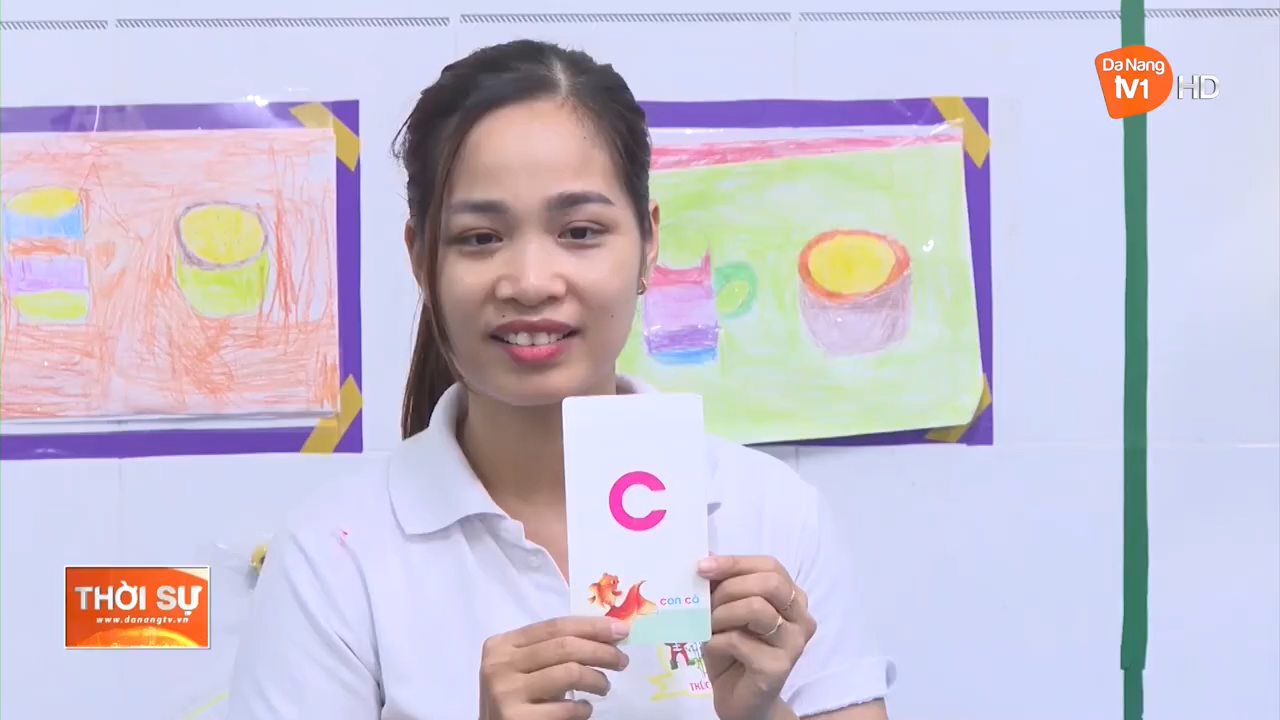 Da Nang
TV1 HD
C
con cá
THỜI SỰ
www.danangtv.vn